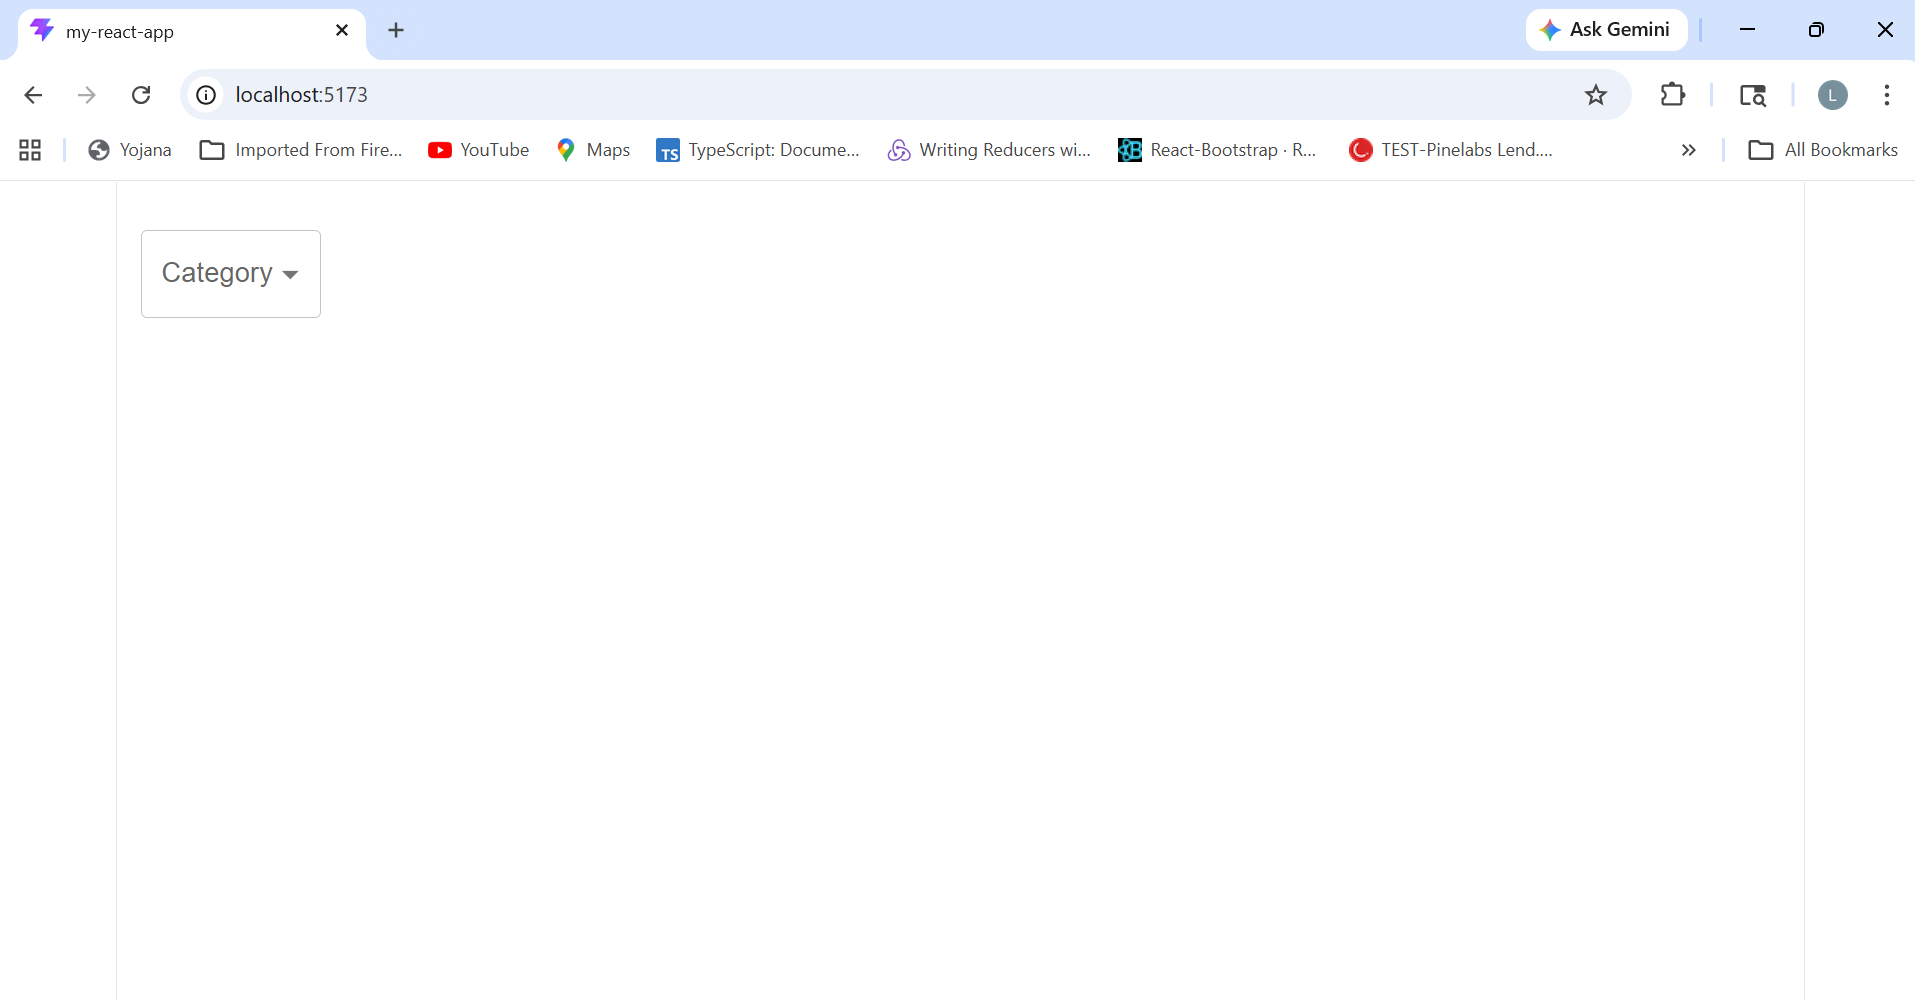 my-react-app
Ask Gemini
localhost:5173
L
Yojana
Imported From Fire...
YouTube
Maps
TS
TypeScript: Docume...
Writing Reducers wi...
B
React-Bootstrap · R...
TEST-Pinelabs Lend....
All Bookmarks
Category